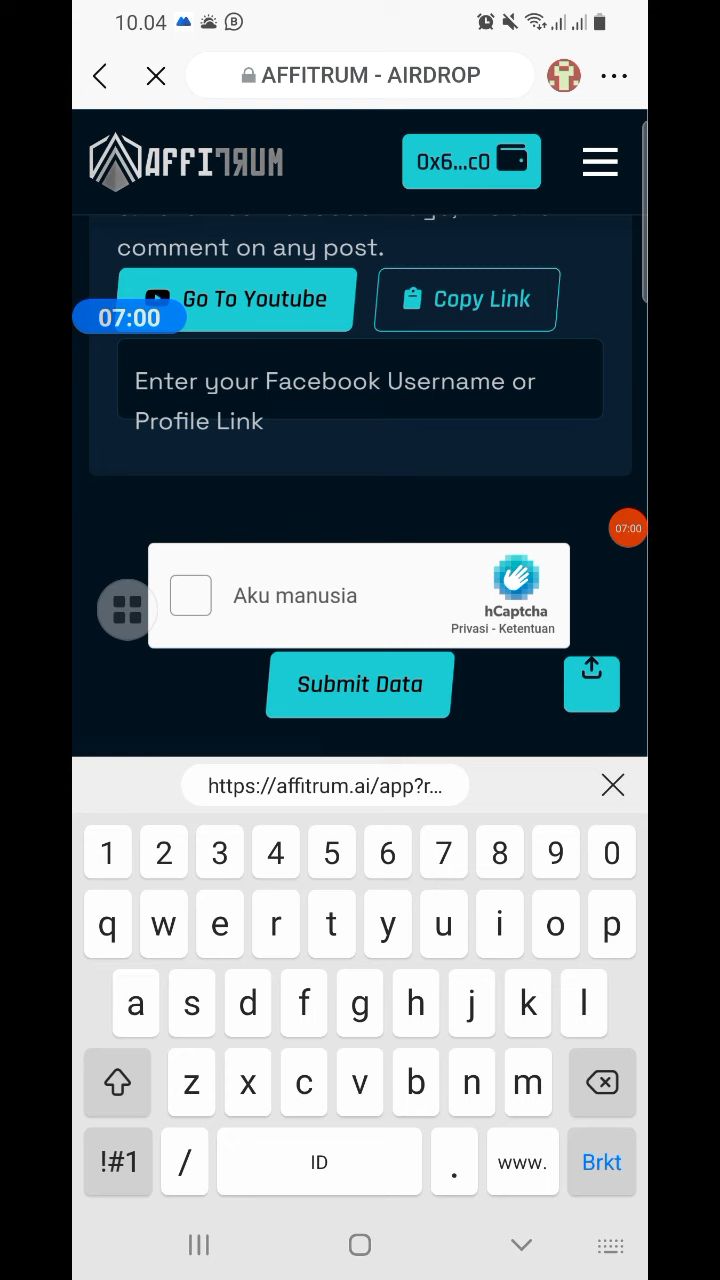 10.04
AFFITRUM - AIRDROP
AFFITRUM
0x6...c0
comment on any post.
Go To Youtube
Copy Link
07:00
Enter your Facebook Username or
Profile Link
07:00
Aku manusia
hCaptcha
Privasi - Ketentuan
Submit Data
https://affitrum.ai/app?r...
1 2 3 4 5 6 7 8 9 0
q w e r t y u i o p
a s d f g h j k l
z x c v b n m
!#1 / ID . www. Brkt